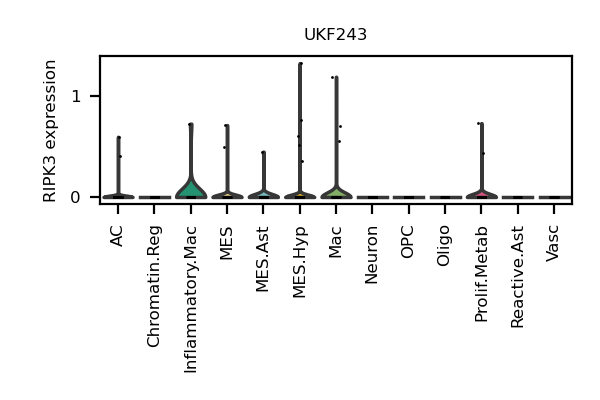 UKF243
RIPK3 expression
1
0
AC
Chromatin.Reg
Inflammatory.Mac
MES
MES.Ast
MES.Hyp
Mac
Neuron
OPC
Oligo
Prolif.Metab
Reactive.Ast
Vasc